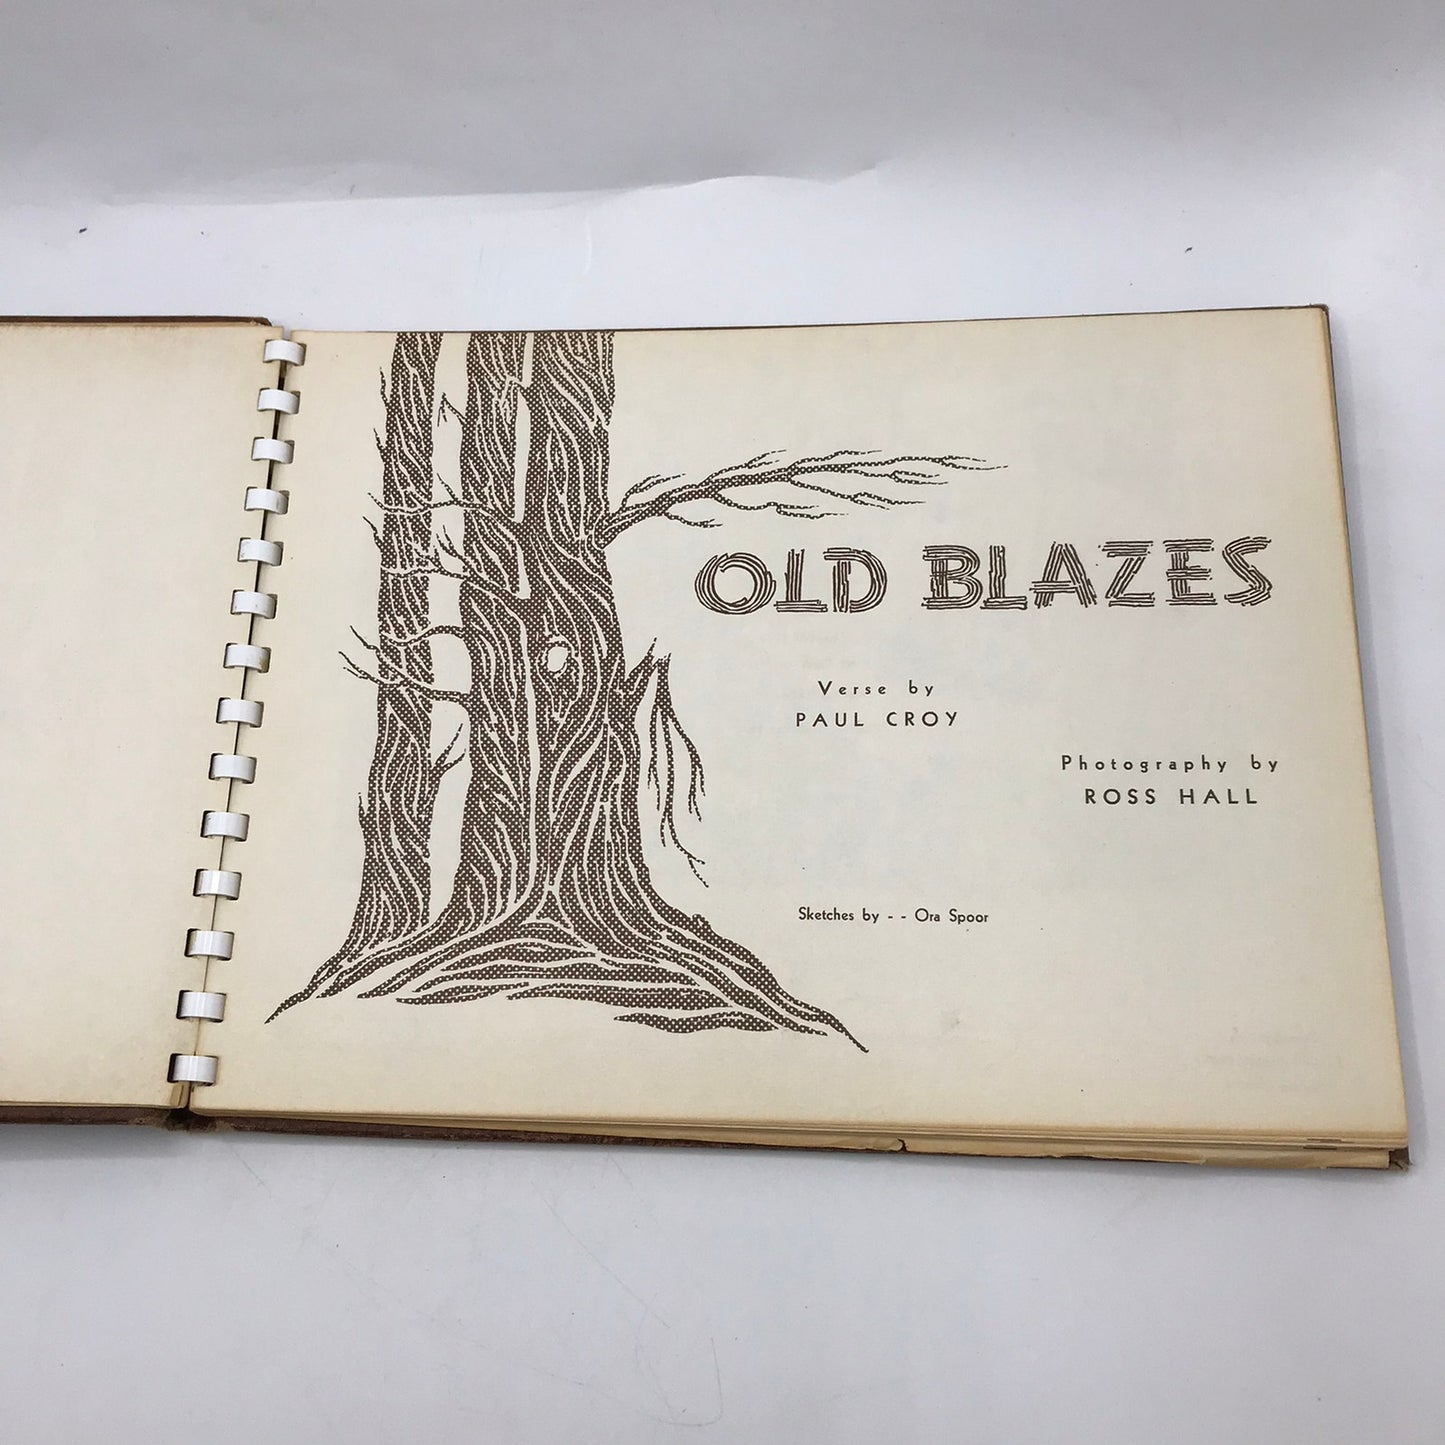 OLD BLAZES
Verse by
PAUL CROY
Photography by
ROSS HALL
Sketches by - - Ora Spoor